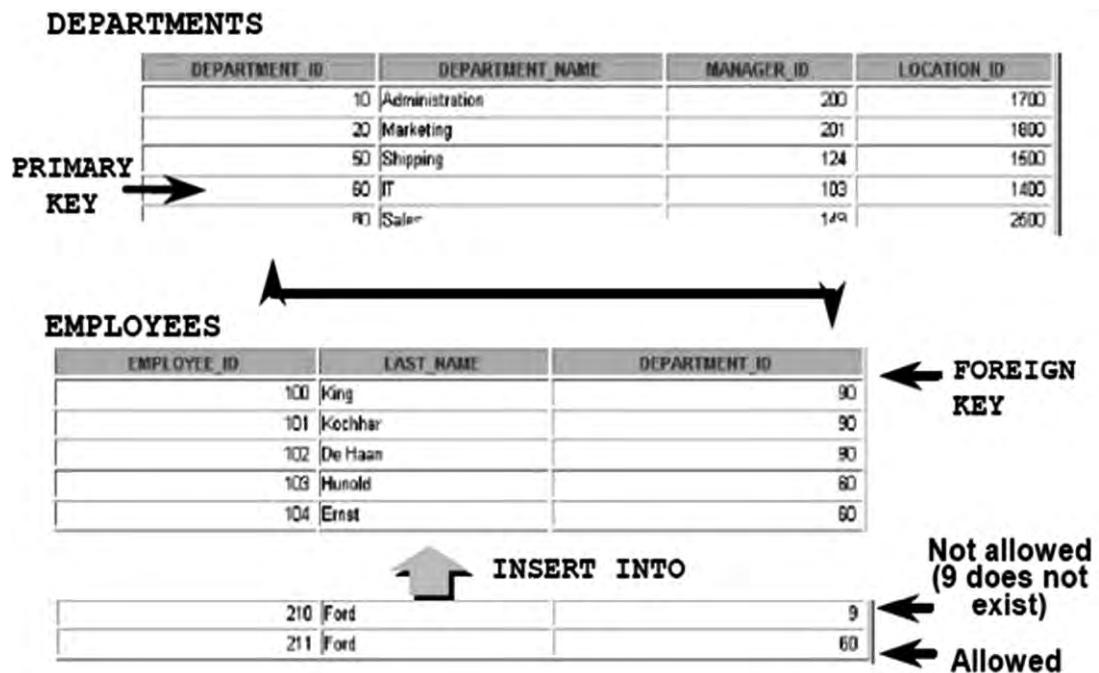 DEPARTMENTS
DEPARTMENT_ID DEPARTMENT_NAME MANAGER_ID LOCATION_ID
10 Administration 200 1700
20 Marketing 201 1800
50 Shipping 124 1500
60 IT 103 1400
80 Sales 149 2500
PRIMARY
KEY
EMPLOYEES
EMPLOYEE_ID LAST_NAME DEPARTMENT_ID
100 King 90
101 Kochhar 90
102 De Haan 90
103 Hunold 60
104 Ernst 60
FOREIGN
KEY
INSERT INTO
Not allowed
(9 does not
exist)
210 Ford 9
211 Ford 60
Allowed